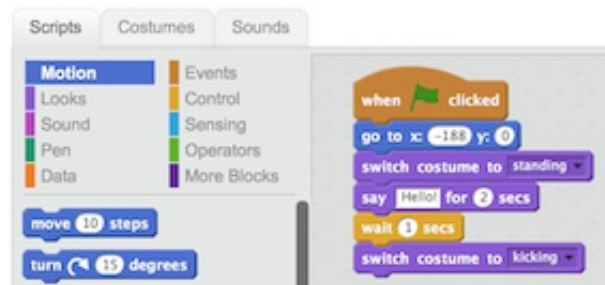 Scripts Costumes Sounds
Motion Events
Looks Control
Sound Sensing
Pen Operators
Data More Blocks
move 10 steps
turn 15 degrees
when clicked
go to x: -188 y: 0
switch costume to standing
say Hello! for 2 secs
wait 1 secs
switch costume to kicking